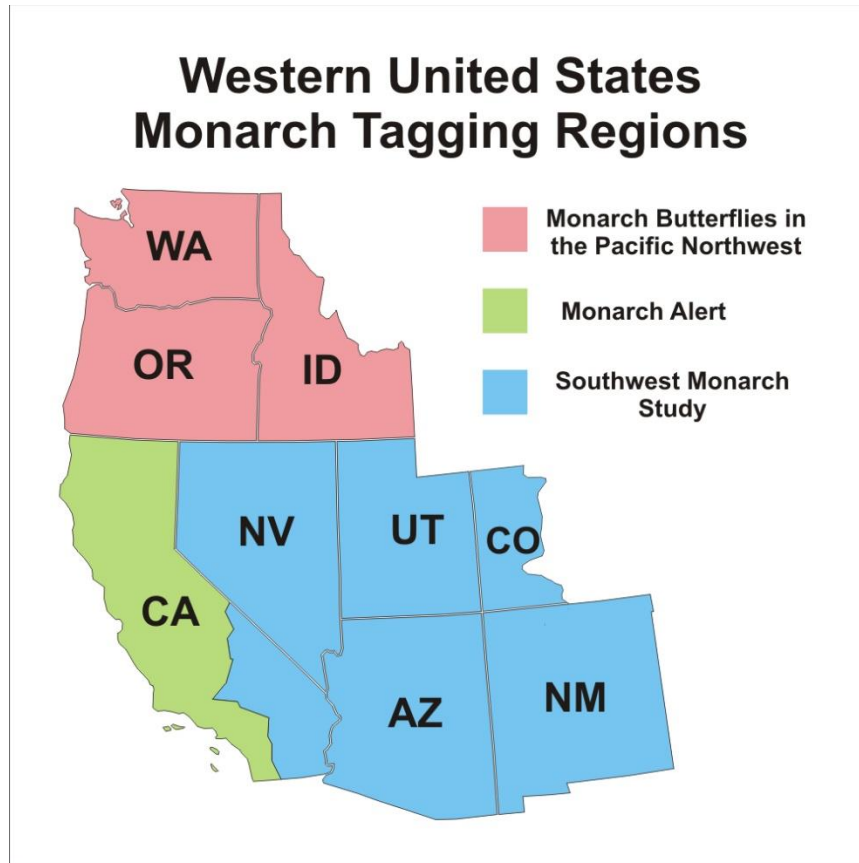 Western United States
Monarch Tagging Regions
Monarch Butterflies in
the Pacific Northwest
Monarch Alert
Southwest Monarch
Study
WA
OR
ID
NV
UT
CO
CA
AZ
NM